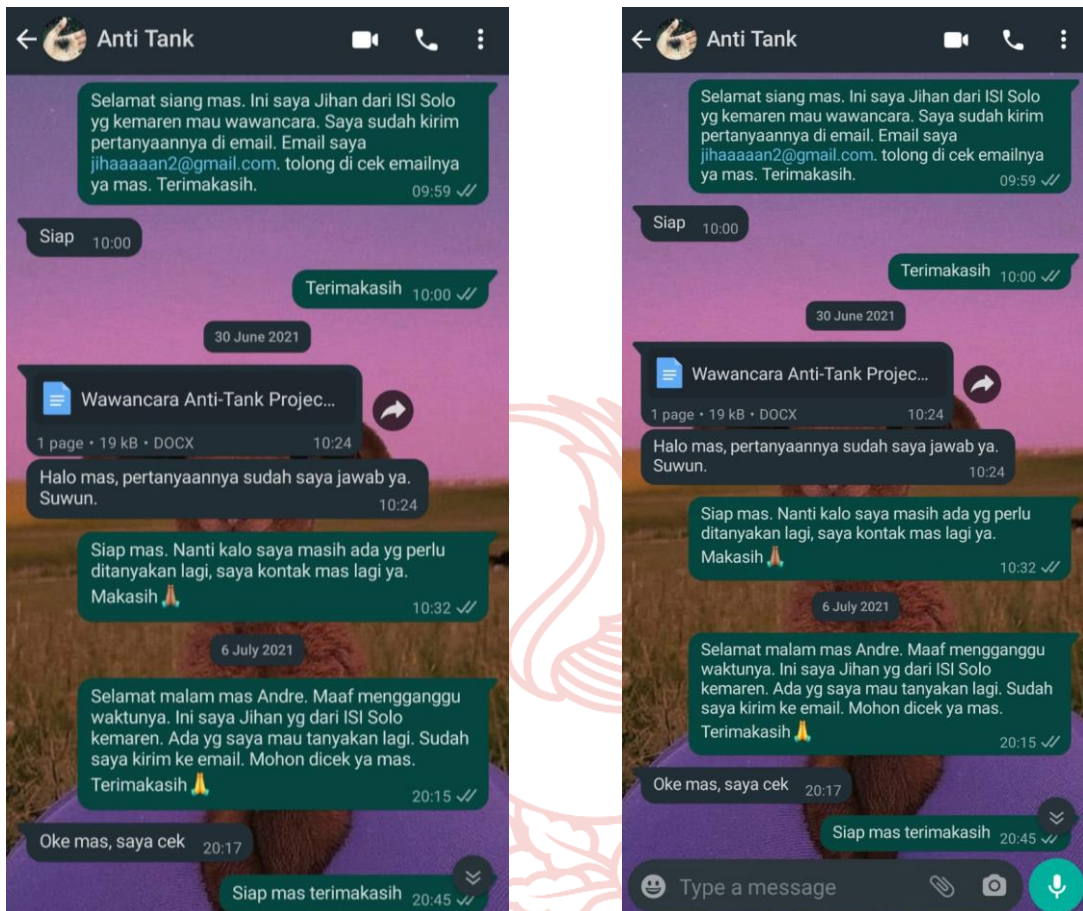 Anti Tank
Selamat siang mas. Ini saya Jihan dari ISI Solo
yg kemaren mau wawancara. Saya sudah kirim
pertanyaannya di email. Email saya
jihaaaaan2@gmail.com. tolong di cek emailnya
ya mas. Terimakasih.
09:59
Siap 10:00
Terimakasih 10:00
30 June 2021
Wawancara Anti-Tank Projec...
1 page • 19 kB • DOCX 10:24
Halo mas, pertanyaannya sudah saya jawab ya.
Suwun.
10:24
Siap mas. Nanti kalo saya masih ada yg perlu
ditanyakan lagi, saya kontak mas lagi ya.
Makasih🙏🏽
10:32
6 July 2021
Selamat malam mas Andre. Maaf mengganggu
waktunya. Ini saya Jihan yg dari ISI Solo
kemaren. Ada yg saya mau tanyakan lagi. Sudah
saya kirim ke email. Mohon dicek ya mas.
Terimakasih🙏
20:15
Oke mas, saya cek 20:17
Siap mas terimakasih 20:45
Anti Tank
Selamat siang mas. Ini saya Jihan dari ISI Solo
yg kemaren mau wawancara. Saya sudah kirim
pertanyaannya di email. Email saya
jihaaaaan2@gmail.com. tolong di cek emailnya
ya mas. Terimakasih.
09:59
Siap 10:00
Terimakasih 10:00
30 June 2021
Wawancara Anti-Tank Projec...
1 page • 19 kB • DOCX 10:24
Halo mas, pertanyaannya sudah saya jawab ya.
Suwun.
10:24
Siap mas. Nanti kalo saya masih ada yg perlu
ditanyakan lagi, saya kontak mas lagi ya.
Makasih🙏🏽
10:32
6 July 2021
Selamat malam mas Andre. Maaf mengganggu
waktunya. Ini saya Jihan yg dari ISI Solo
kemaren. Ada yg saya mau tanyakan lagi. Sudah
saya kirim ke email. Mohon dicek ya mas.
Terimakasih🙏
20:15
Oke mas, saya cek 20:17
Siap mas terimakasih 20:45
Type a message